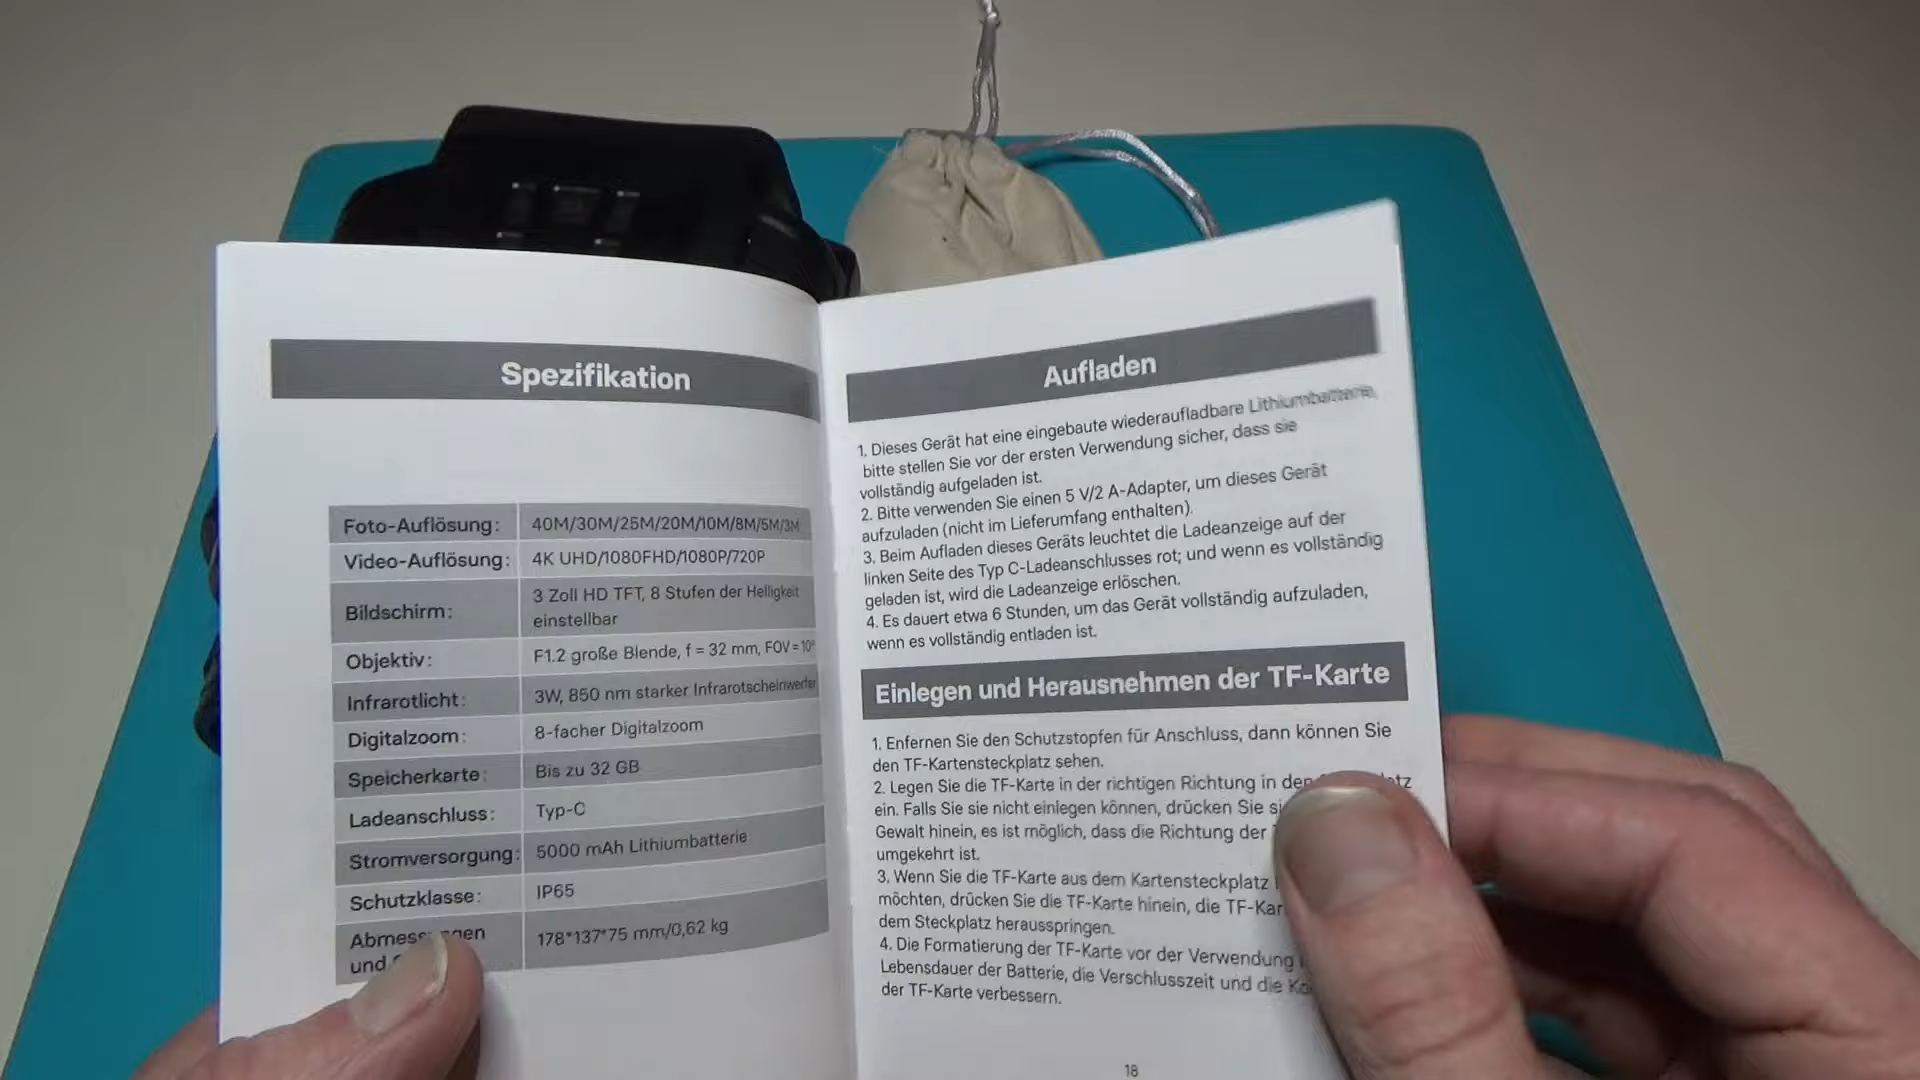 Spezifikation
Foto-Auflösung: 40M/30M/25M/20M/10M/8M/5M/3M
Video-Auflösung: 4K UHD/1080FHD/1080P/720P
Bildschirm: 3 Zoll HD TFT, 8 Stufen der Helligkeit
einstellbar
Objektiv: F1.2 große Blende, f = 32 mm, FOV = 10°
Infrarotlicht: 3W, 850 nm starker Infrarotscheinwerfer
Digitalzoom: 8-facher Digitalzoom
Speicherkarte: Bis zu 32 GB
Ladeanschluss: Typ-C
Stromversorgung: 5000 mAh Lithiumbatterie
Schutzklasse: IP65
178*137*75 mm/0,62 kg
und
Aufladen
1. Dieses Gerät hat eine eingebaute wiederaufladbare Lithiumbatterie,
bitte stellen Sie vor der ersten Verwendung sicher, dass sie
vollständig aufgeladen ist.
2. Bitte verwenden Sie einen 5 V/2 A-Adapter, um dieses Gerät
aufzuladen (nicht im Lieferumfang enthalten).
3. Beim Aufladen dieses Geräts leuchtet die Ladeanzeige auf der
linken Seite des Typ C-Ladeanschlusses rot; und wenn es vollständig
geladen ist, wird die Ladeanzeige erlöschen.
4. Es dauert etwa 6 Stunden, um das Gerät vollständig aufzuladen,
wenn es vollständig entladen ist.
Einlegen und Herausnehmen der TF-Karte
1. Enfernen Sie den Schutzstopfen für Anschluss, dann können Sie
den TF-Kartensteckplatz sehen.
2. Legen Sie die TF-Karte in der richtigen Richtung in den
ein. Falls Sie sie nicht einlegen können, drücken Sie
Gewalt hinein, es ist möglich, dass die Richtung der
umgekehrt ist.
3. Wenn Sie die TF-Karte aus dem Kartensteckplatz
möchten, drücken Sie die TF-Karte hinein, die
dem Steckplatz herausspringen.
4. Die Formatierung der TF-Karte vor der Verwendung
Lebensdauer der Batterie, die Verschlusszeit und die
der TF-Karte verbessern.
18